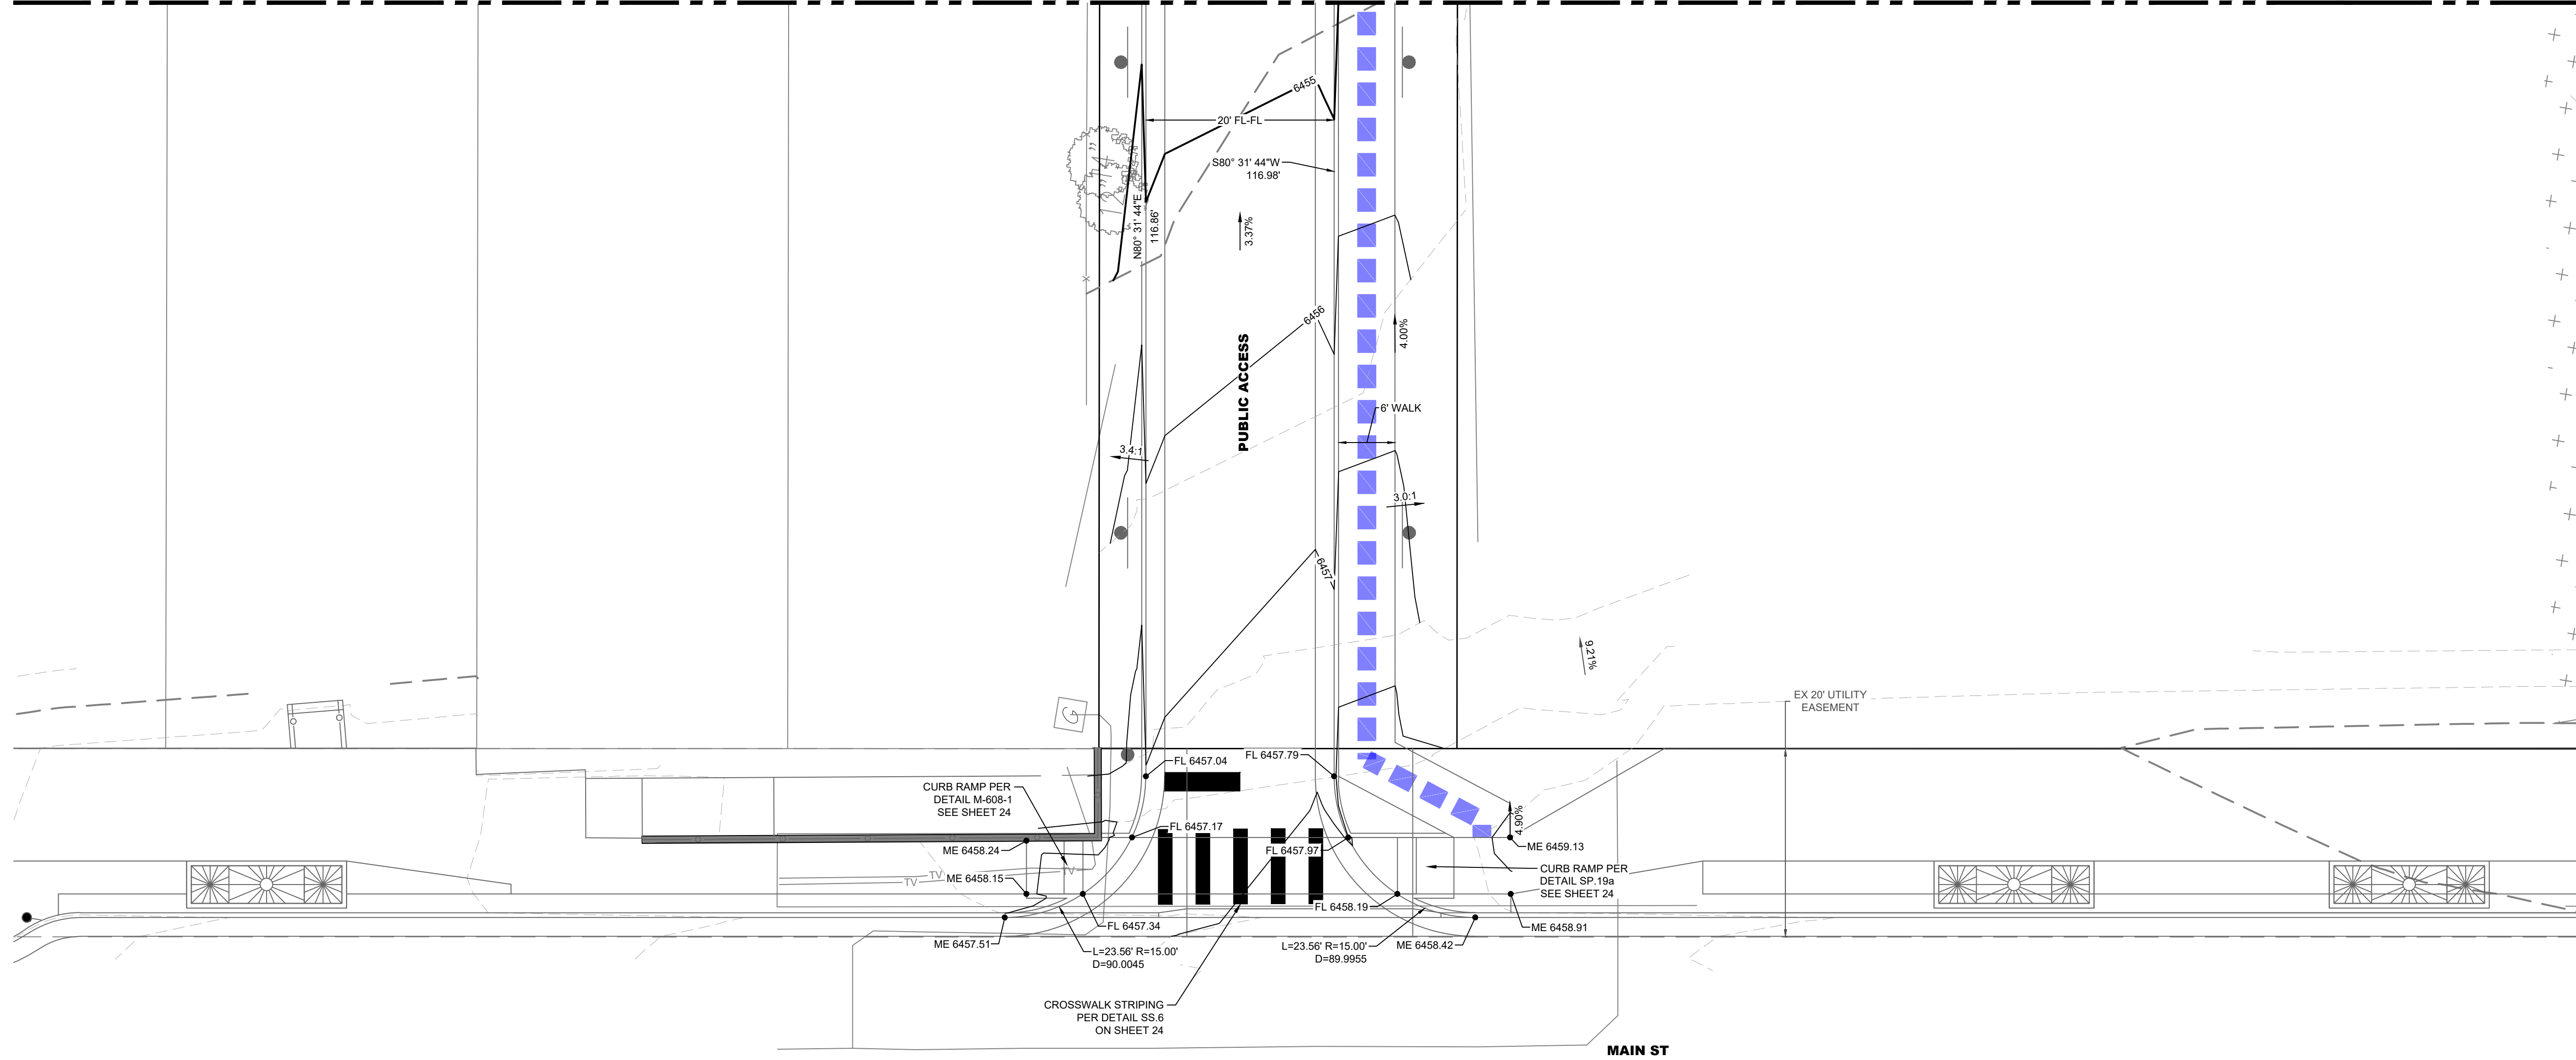 6455
20' FL-FL
S80° 31' 44"W
116.98'
14"
12"
N80° 31' 44"E
116.86'
3.37%
6456
4.00%
PUBLIC ACCESS
6' WALK
3.4:1
3.0:1
6457
9.21%
EX 20' UTILITY
EASEMENT
G
FL 6457.04
FL 6457.79
CURB RAMP PER
DETAIL M-608-1
SEE SHEET 24
4.90%
FL 6457.17
ME 6458.24
FL 6457.97
ME 6459.13
TV
TV
TV
ME 6458.15
CURB RAMP PER
DETAIL SP.19a
SEE SHEET 24
FL 6458.19
FL 6457.34
ME 6458.91
ME 6457.51
L=23.56' R=15.00'
D=90.0045
L=23.56' R=15.00'
D=89.9955
ME 6458.42
CROSSWALK STRIPING
PER DETAIL SS.6
ON SHEET 24
MAIN ST